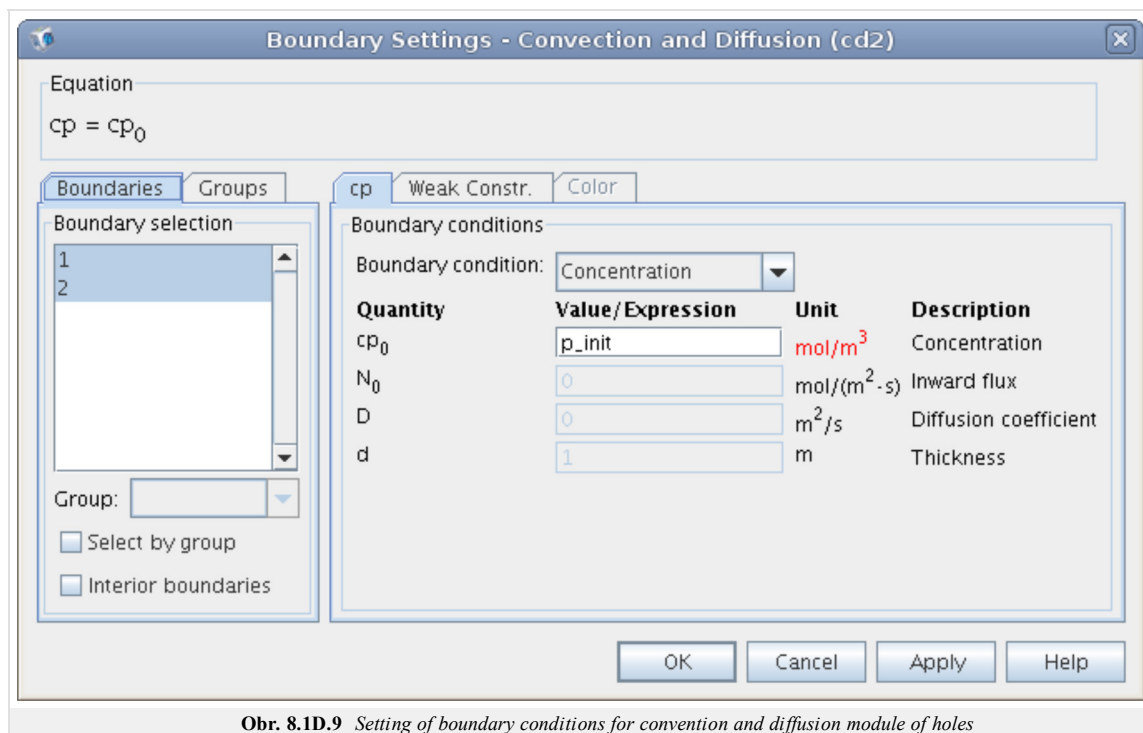 Boundary Settings - Convection and Diffusion (cd2)
Equation
cp = cp₀
Boundaries Groups
Boundary selection
1
2
Group:
Select by group
Interior boundaries
cp Weak Constr. Color
Boundary conditions
Boundary condition: Concentration
Quantity Value/Expression Unit Description
cp₀ p_init mol/m³ Concentration
N₀ 0 mol/(m²·s) Inward flux
D 0 m²/s Diffusion coefficient
d 1 m Thickness
OK Cancel Apply Help
Obr. 8.1D.9 Setting of boundary conditions for convention and diffusion module of holes